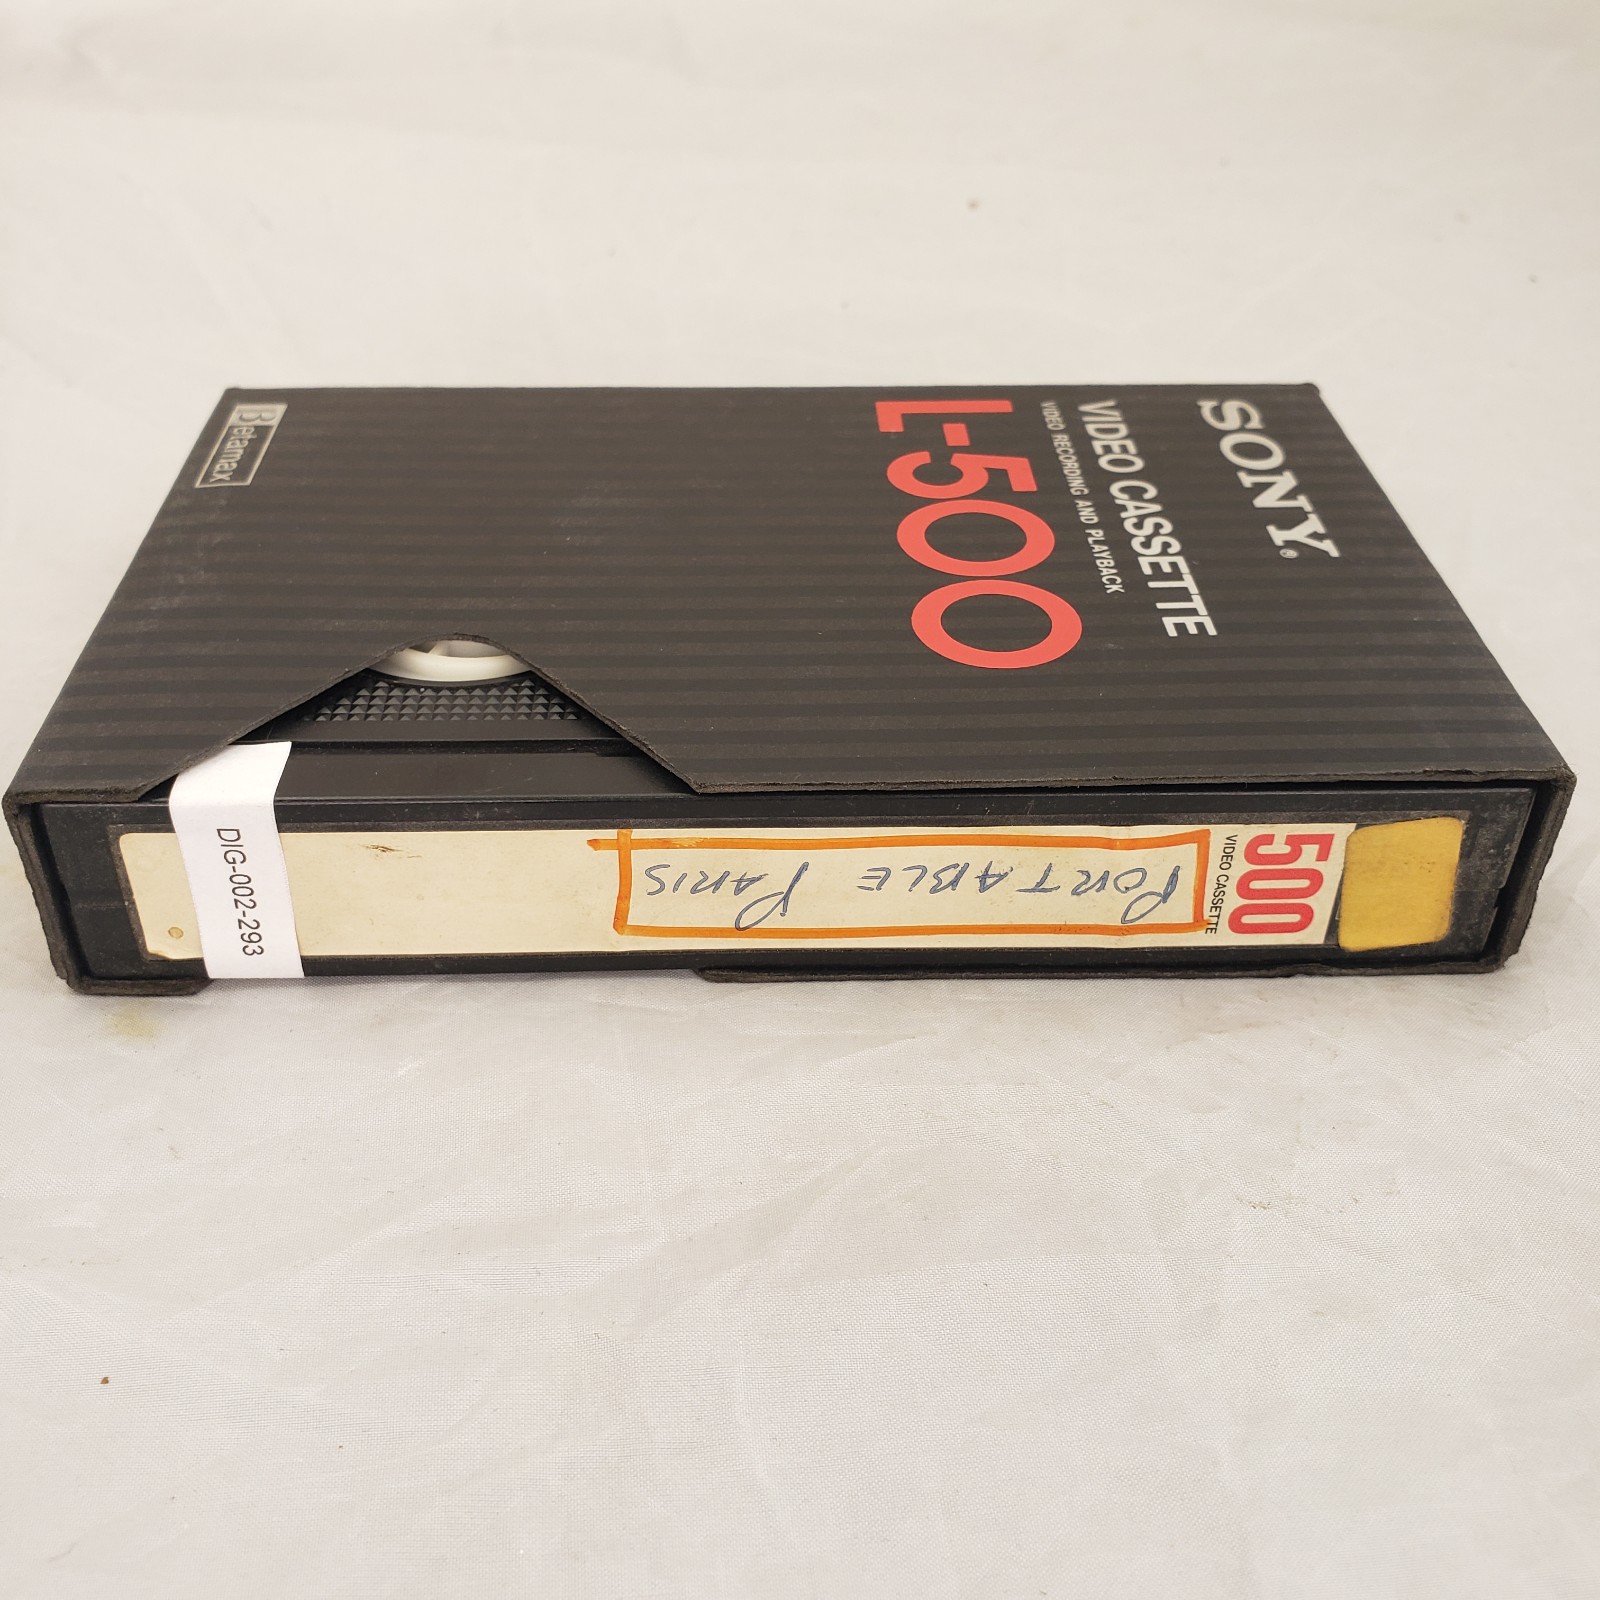 SONY®
VIDEO CASSETTE
VIDEO RECORDING AND PLAYBACK
L-500
Betamax
500
VIDEO CASSETTE
PORTABLE PARIS
DIG-002-293